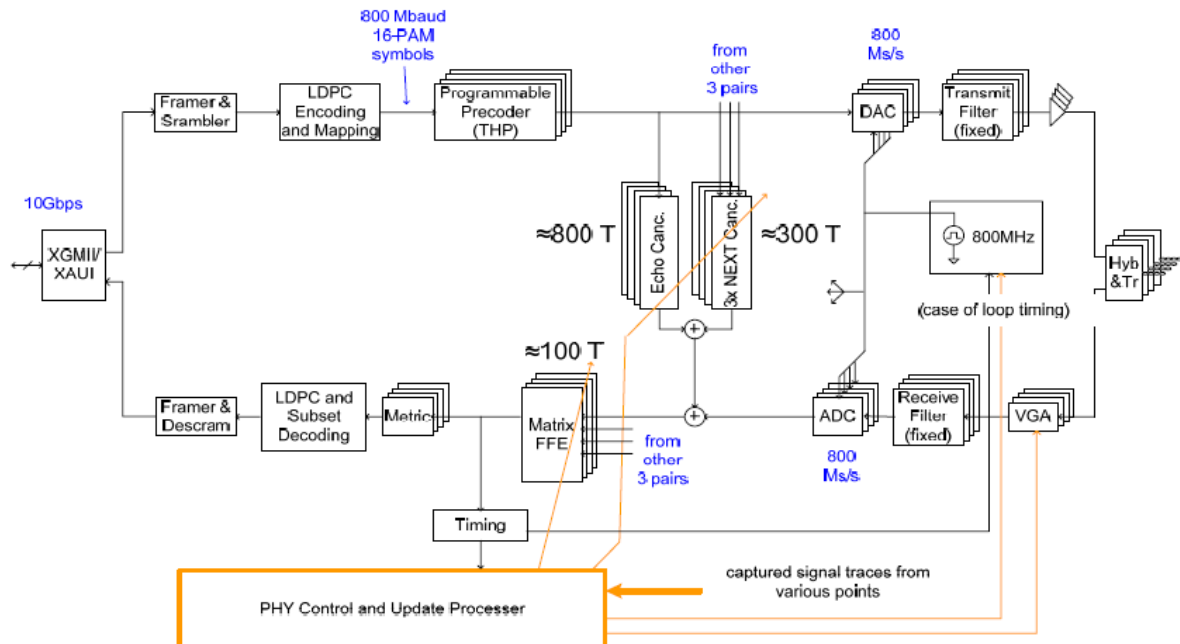 800 Mbaud
16-PAM
symbols
from
other
3 pairs
800
Ms/s
Framer &
Srambler
LDPC
Encoding
and Mapping
Programmable
Precoder
(THP)
DAC
Transmit
Filter
(fixed)
10Gbps
XGMII/
XAUI
≈800 T
Echo Canc.
3x NEXT Canc.
≈300 T
800MHz
Hyb
&Tr
(case of loop timing)
+
≈100 T
Framer &
Descram
LDPC and
Subset
Decoding
Metric
Matrix
FFE
+
ADC
Receive
Filter
(fixed)
VGA
from
other
3 pairs
800
Ms/s
Timing
captured signal traces from
various points
PHY Control and Update Processer